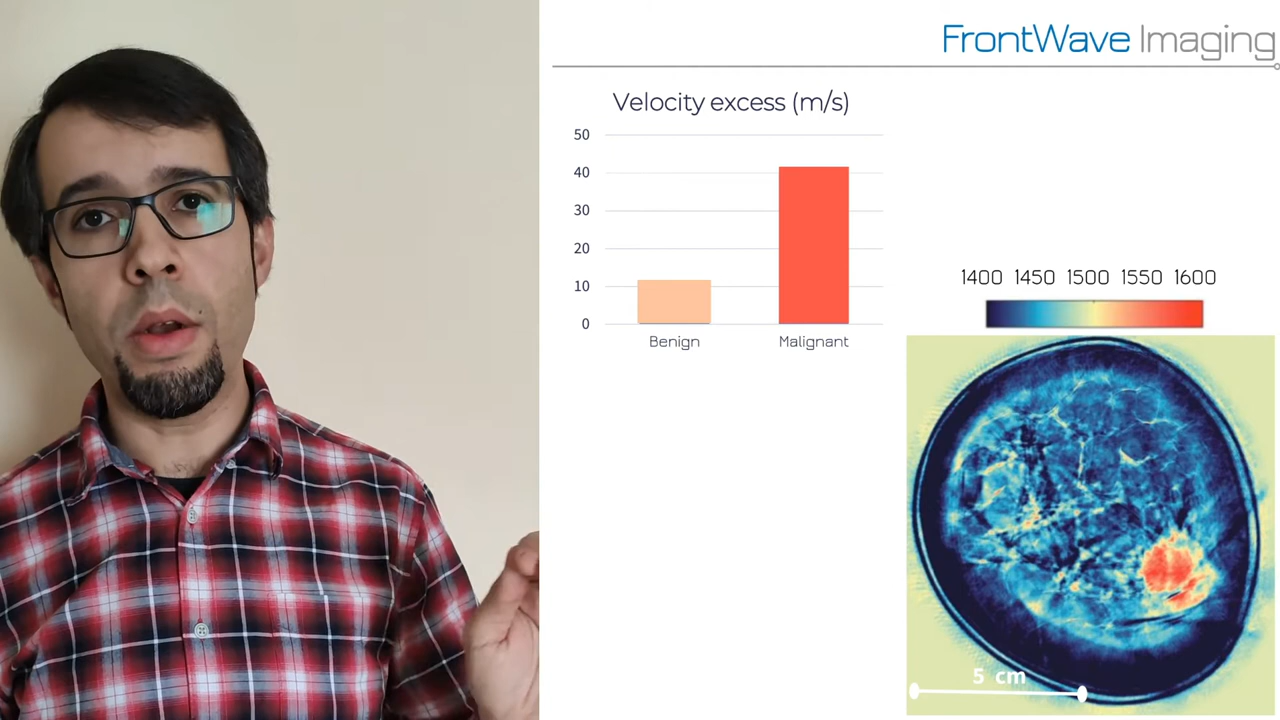 FrontWave Imaging
Velocity excess (m/s)
50
40
30
20
10
0
Benign Malignant
1400 1450 1500 1550 1600
5 cm